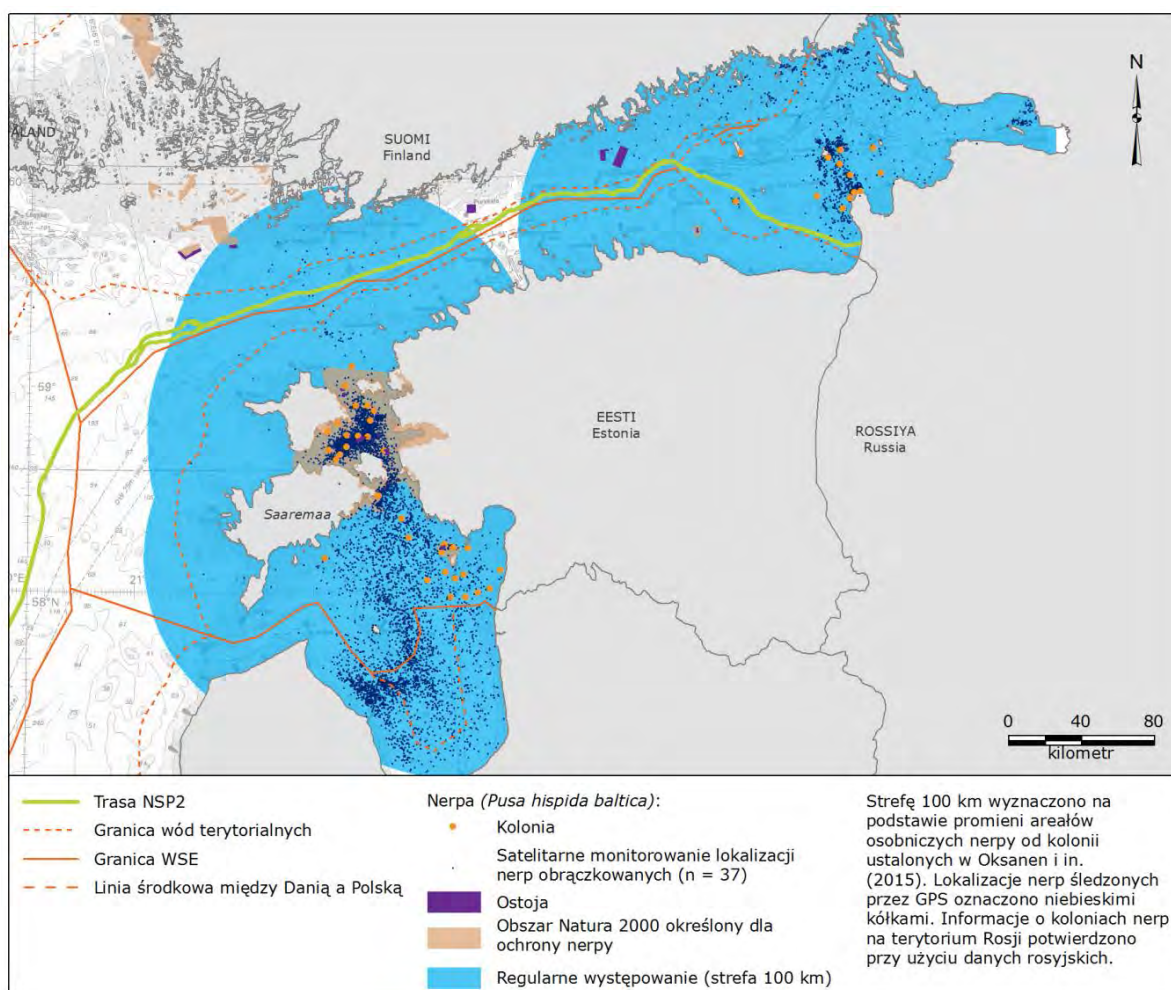 ÅLAND
SUOMI
Finland
N
60
59°
EESTI
Estonia
ROSSIYA
Russia
Saaremaa
21°
58°N
0 40 80
kilometr
Trasa NSP2
Granica wód terytorialnych
Granica WSE
Linia środkowa między Danią a Polską
Nerpa (Pusa hispida baltica):
Kolonia
Satelitarne monitorowanie lokalizacji
nerp obrączkowanych (n = 37)
Ostoja
Obszar Natura 2000 określony dla
ochrony nerpy
Regularne występowanie (strefa 100 km)
Strefę 100 km wyznaczono na
podstawie promieni areałów
osobniczych nerpy od kolonii
ustalonych w Oksanen i in.
(2015). Lokalizacje nerp śledzonych
przez GPS oznaczono niebieskimi
kółkami. Informacje o koloniach nerp
na terytorium Rosji potwierdzono
przy użyciu danych rosyjskich.